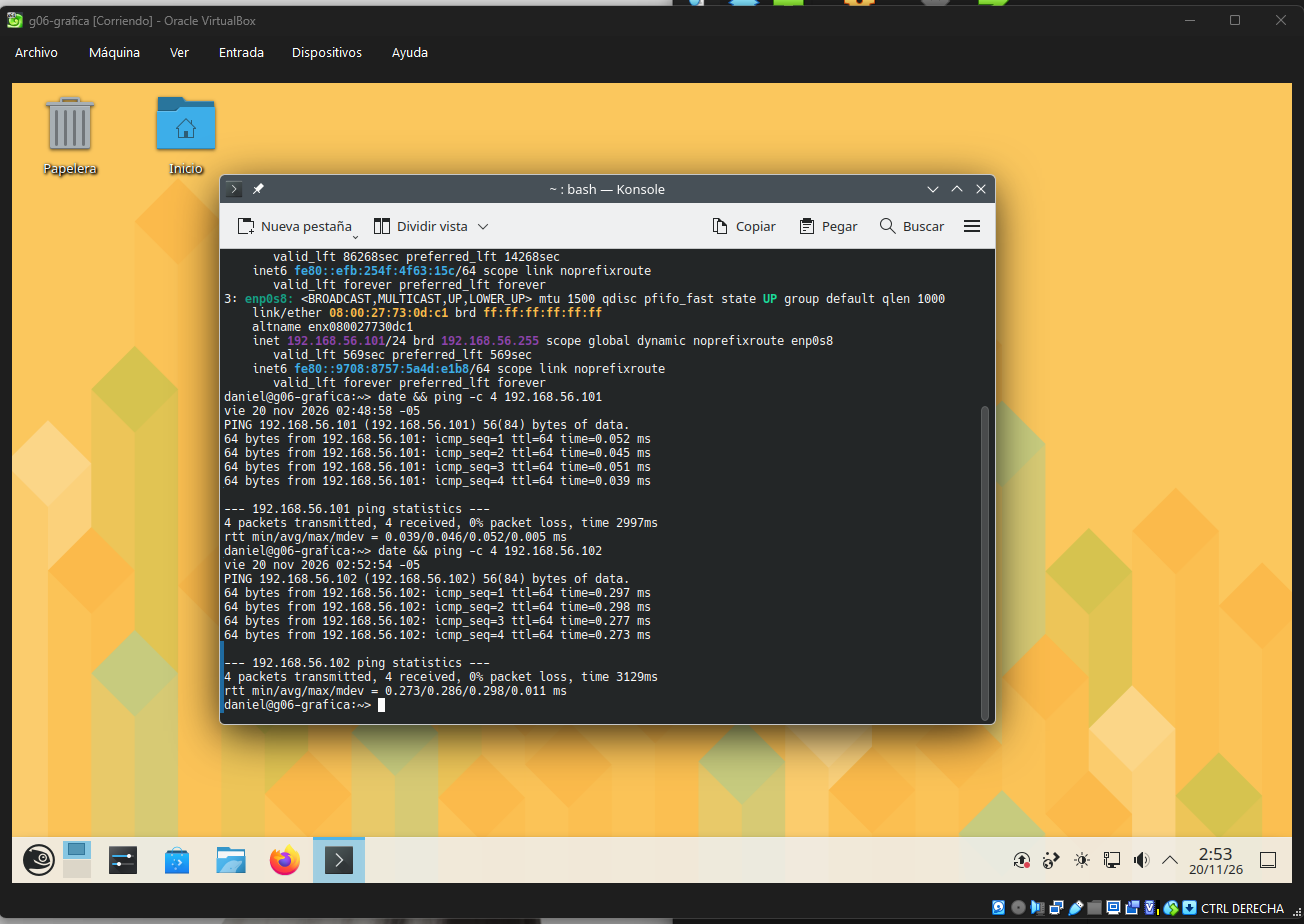 g06-grafica [Corriendo] - Oracle VirtualBox
Archivo Máquina Ver Entrada Dispositivos Ayuda
Papelera
Inicio
~ : bash — Konsole
Nueva pestaña Dividir vista Copiar Pegar Buscar
valid_lft 86268sec preferred_lft 14268sec
inet6 fe80::efb:254f:4f63:15c/64 scope link noprefixroute
valid_lft forever preferred_lft forever
3: enp0s8: <BROADCAST,MULTICAST,UP,LOWER_UP> mtu 1500 qdisc pfifo_fast state UP group default qlen 1000
link/ether 08:00:27:73:0d:c1 brd ff:ff:ff:ff:ff:ff
altname enx080027730dc1
inet 192.168.56.101/24 brd 192.168.56.255 scope global dynamic noprefixroute enp0s8
valid_lft 569sec preferred_lft 569sec
inet6 fe80::9708:8757:5a4d:e1b8/64 scope link noprefixroute
valid_lft forever preferred_lft forever
daniel@g06-grafica:~> date && ping -c 4 192.168.56.101
vie 20 nov 2026 02:48:58 -05
PING 192.168.56.101 (192.168.56.101) 56(84) bytes of data.
64 bytes from 192.168.56.101: icmp_seq=1 ttl=64 time=0.052 ms
64 bytes from 192.168.56.101: icmp_seq=2 ttl=64 time=0.045 ms
64 bytes from 192.168.56.101: icmp_seq=3 ttl=64 time=0.051 ms
64 bytes from 192.168.56.101: icmp_seq=4 ttl=64 time=0.039 ms
--- 192.168.56.101 ping statistics ---
4 packets transmitted, 4 received, 0% packet loss, time 2997ms
rtt min/avg/max/mdev = 0.039/0.046/0.052/0.005 ms
daniel@g06-grafica:~> date && ping -c 4 192.168.56.102
vie 20 nov 2026 02:52:54 -05
PING 192.168.56.102 (192.168.56.102) 56(84) bytes of data.
64 bytes from 192.168.56.102: icmp_seq=1 ttl=64 time=0.297 ms
64 bytes from 192.168.56.102: icmp_seq=2 ttl=64 time=0.298 ms
64 bytes from 192.168.56.102: icmp_seq=3 ttl=64 time=0.277 ms
64 bytes from 192.168.56.102: icmp_seq=4 ttl=64 time=0.273 ms
--- 192.168.56.102 ping statistics ---
4 packets transmitted, 4 received, 0% packet loss, time 3129ms
rtt min/avg/max/mdev = 0.273/0.286/0.298/0.011 ms
daniel@g06-grafica:~>
2:53
20/11/26
CTRL DERECHA